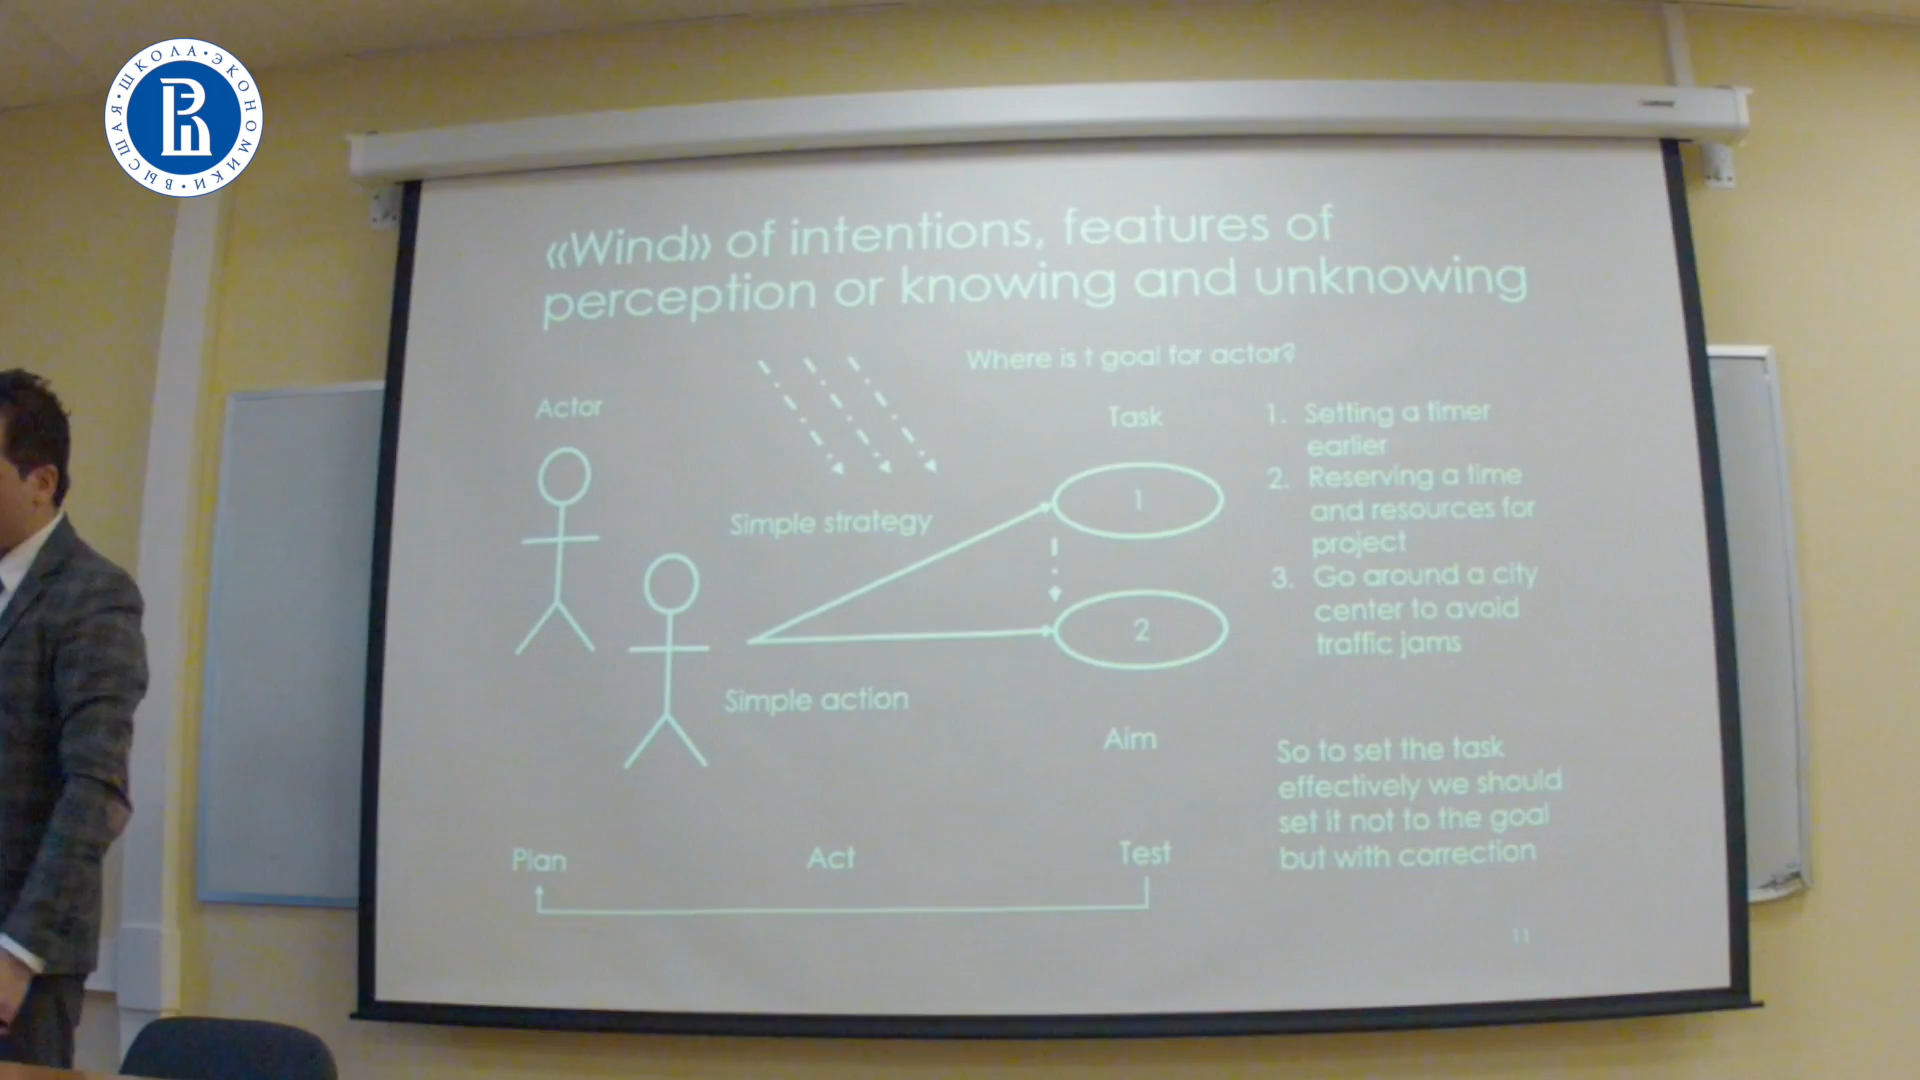 ВЫСШАЯ • ШКОЛА • ЭКОНОМИКИ •
«Wind» of intentions, features of
perception or knowing and unknowing
Where is t goal for actor?
Actor
Task
1. Setting a timer
earlier
2. Reserving a time
and resources for
project
3. Go around a city
center to avoid
traffic jams
1
Simple strategy
2
Simple action
Aim
So to set the task
effectively we should
set it not to the goal
but with correction
Plan
Act
Test
11